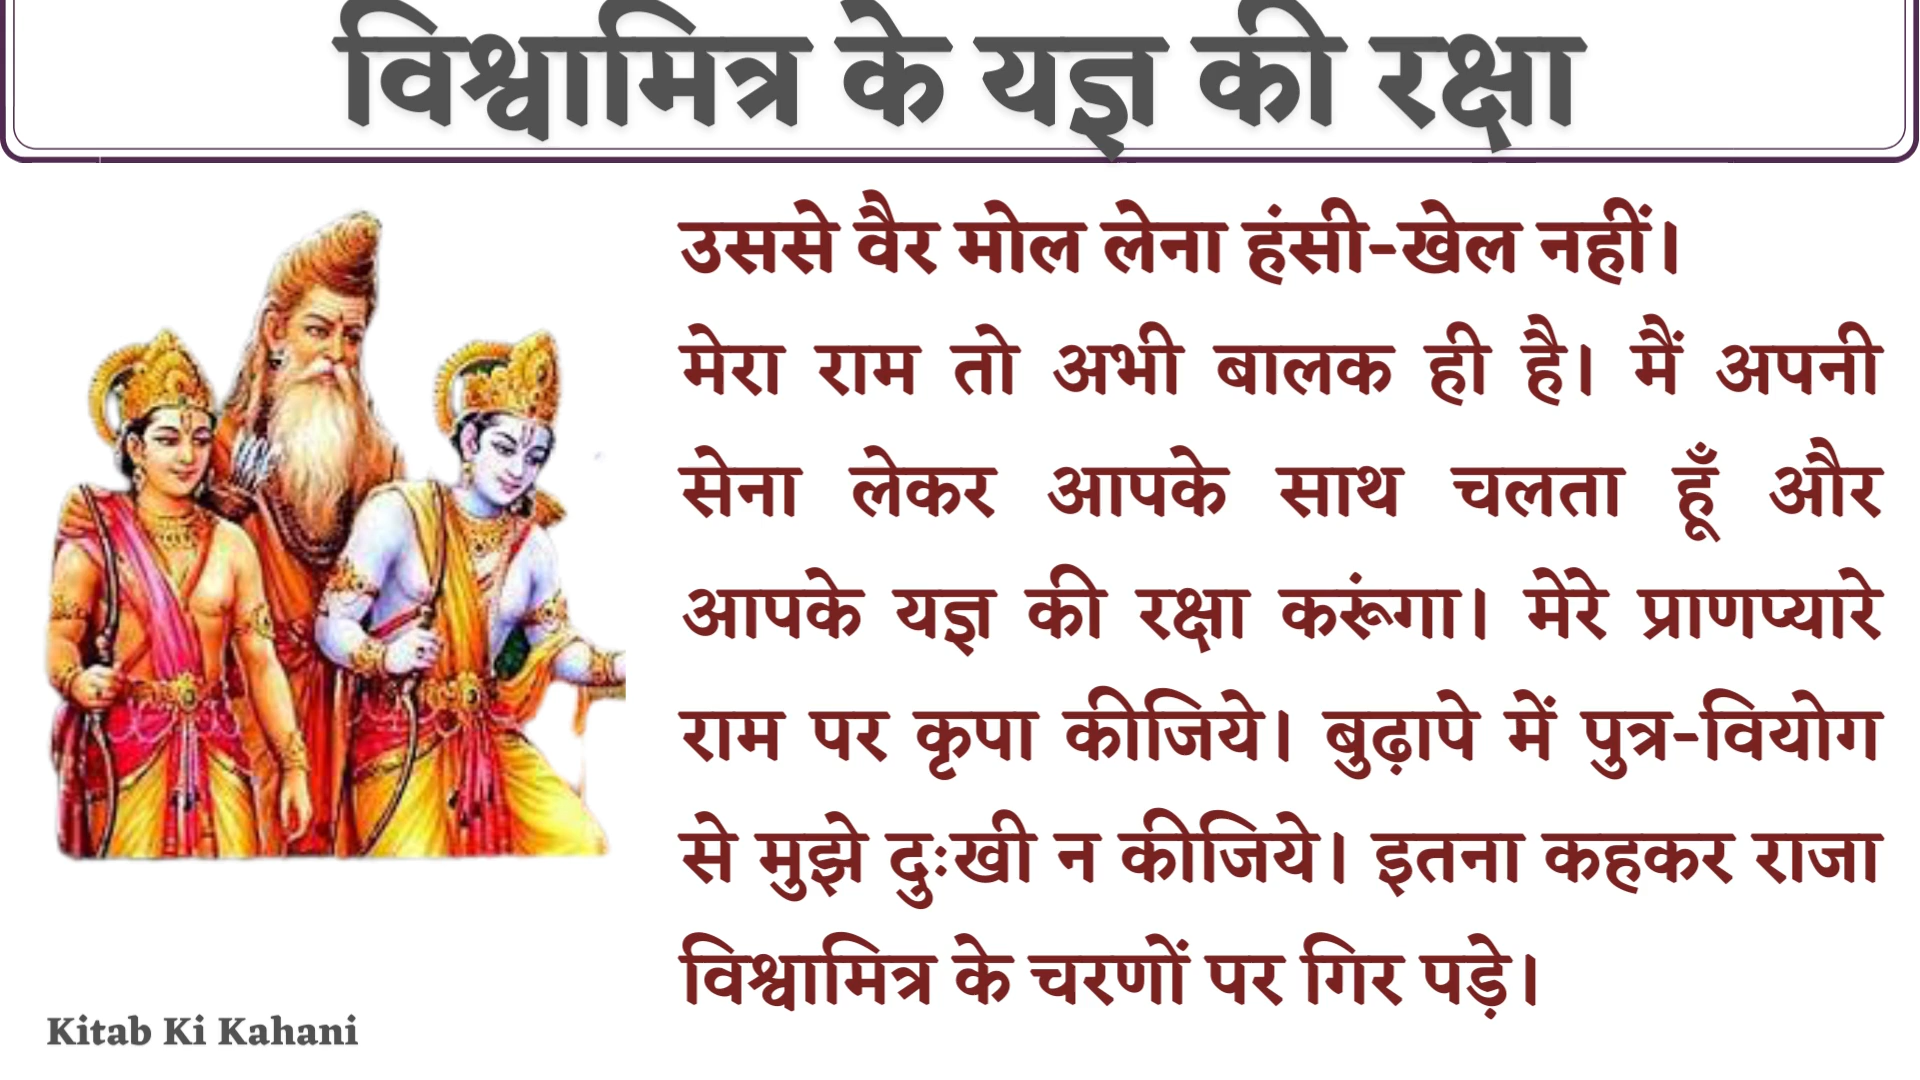 विश्वामित्र के यज्ञ की रक्षा
उससे वैर मोल लेना हंसी-खेल नहीं।
मेरा राम तो अभी बालक ही है। मैं अपनी
सेना लेकर आपके साथ चलता हूँ और
आपके यज्ञ की रक्षा करूंगा। मेरे प्राणप्यारे
राम पर कृपा कीजिये। बुढ़ापे में पुत्र-वियोग
से मुझे दुःखी न कीजिये। इतना कहकर राजा
विश्वामित्र के चरणों पर गिर पड़े।
Kitab Ki Kahani